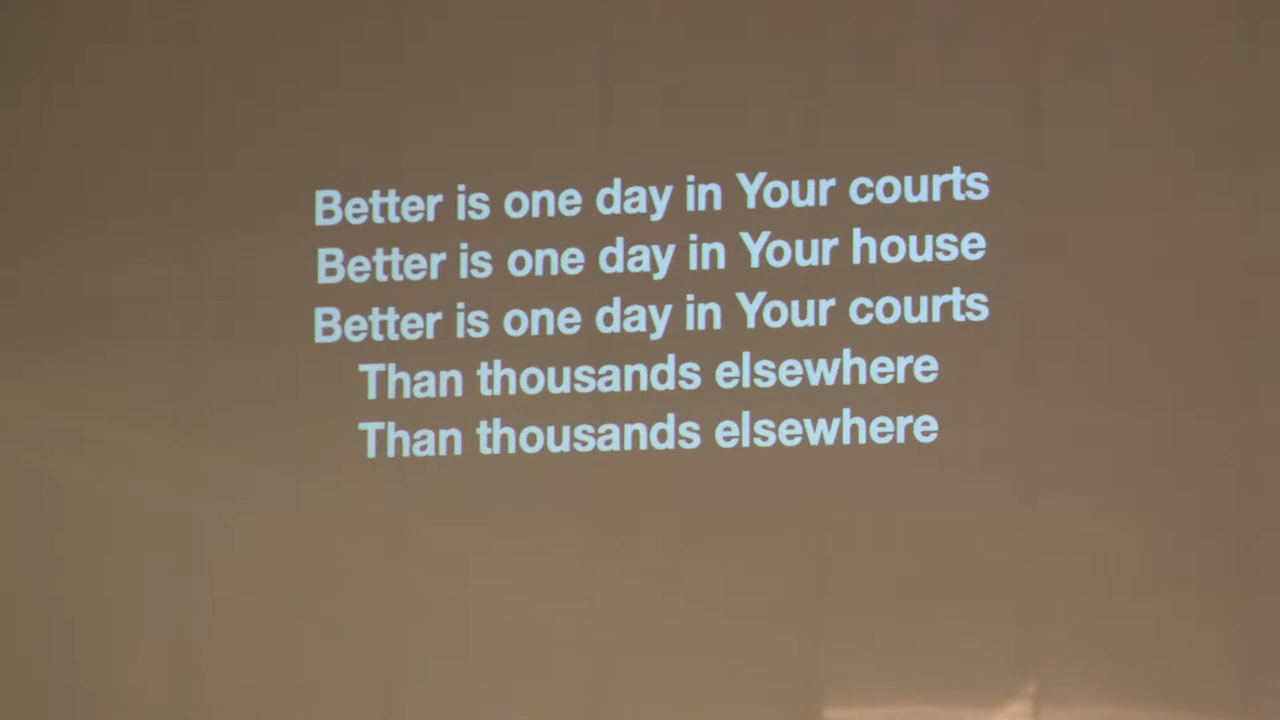 Better is one day in Your courts
Better is one day in Your house
Better is one day in Your courts
Than thousands elsewhere
Than thousands elsewhere